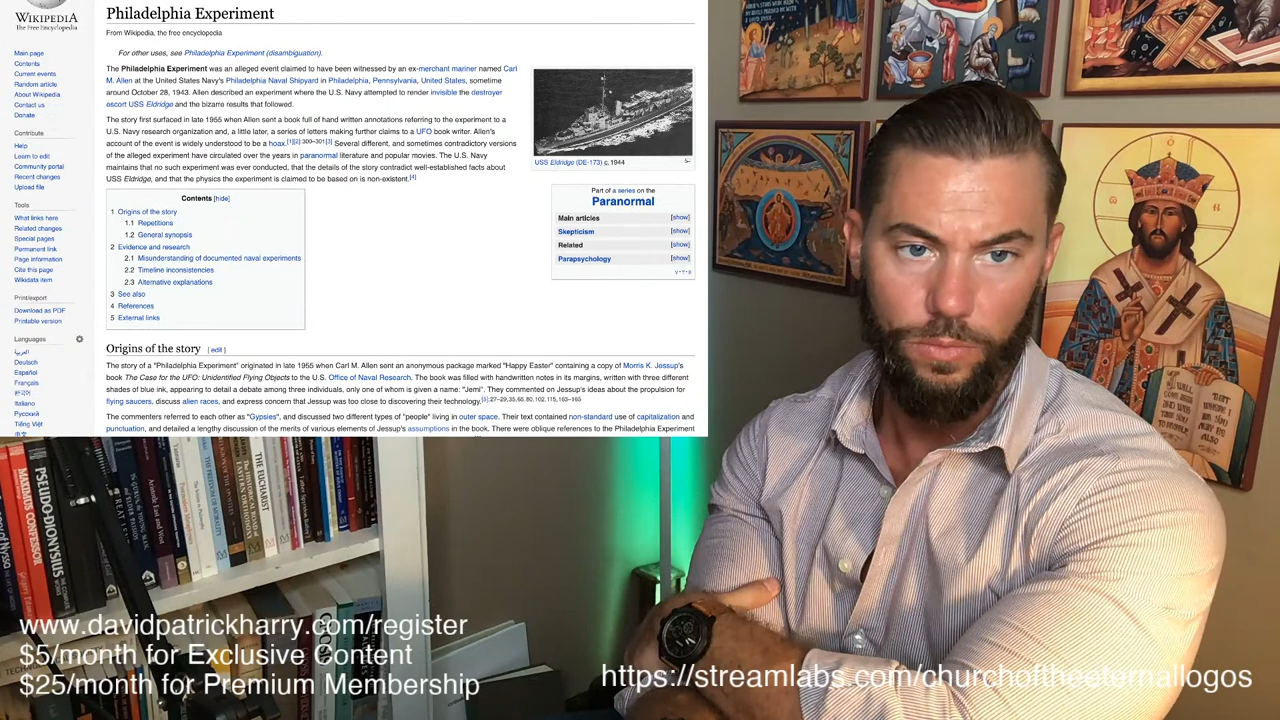 WIKIPEDIA
The Free Encyclopedia
Main page
Contents
Current events
Random article
About Wikipedia
Contact us
Donate
Contribute
Help
Learn to edit
Community portal
Recent changes
Upload file
Tools
What links here
Related changes
Special pages
Permanent link
Page information
Cite this page
Wikidata item
Print/export
Download as PDF
Printable version
Languages
العربية
Deutsch
Español
Français
한국어
Italiano
Русский
Tiếng Việt
中文
Philadelphia Experiment
From Wikipedia, the free encyclopedia
For other uses, see Philadelphia Experiment (disambiguation).
The Philadelphia Experiment was an alleged event claimed to have been witnessed by an ex-merchant mariner named Carl
M. Allen at the United States Navy's Philadelphia Naval Shipyard in Philadelphia, Pennsylvania, United States, sometime
around October 28, 1943. Allen described an experiment where the U.S. Navy attempted to render invisible the destroyer
escort USS Eldridge and the bizarre results that followed.
The story first surfaced in late 1955 when Allen sent a book full of hand written annotations referring to the experiment to a
U.S. Navy research organization and, a little later, a series of letters making further claims to a UFO book writer. Allen's
account of the event is widely understood to be a hoax.[1][2]:300–301[3] Several different, and sometimes contradictory versions
of the alleged experiment have circulated over the years in paranormal literature and popular movies. The U.S. Navy
maintains that no such experiment was ever conducted, that the details of the story contradict well-established facts about
USS Eldridge, and that the physics the experiment is claimed to be based on is non-existent.[4]
USS Eldridge (DE-173) c. 1944
Part of a series on the
Paranormal
Main articles [show]
Skepticism [show]
Related [show]
Parapsychology [show]
V·T·E
Contents [hide]
1 Origins of the story
1.1 Repetitions
1.2 General synopsis
2 Evidence and research
2.1 Misunderstanding of documented naval experiments
2.2 Timeline inconsistencies
2.3 Alternative explanations
3 See also
4 References
5 External links
Origins of the story [edit]
The story of a "Philadelphia Experiment" originated in late 1955 when Carl M. Allen sent an anonymous package marked "Happy Easter" containing a copy of Morris K. Jessup's
book The Case for the UFO: Unidentified Flying Objects to the U.S. Office of Naval Research. The book was filled with handwritten notes in its margins, written with three different
shades of blue ink, appearing to detail a debate among three individuals, only one of whom is given a name: "Jemi". They commented on Jessup's ideas about the propulsion for
flying saucers, discuss alien races, and express concern that Jessup was too close to discovering their technology.
The commenters referred to each other as "Gypsies", and discussed two different types of "people" living in outer space. Their text contained non-standard use of capitalization and
punctuation, and detailed a lengthy discussion of the merits of various elements of Jessup's assumptions in the book. There were oblique references to the Philadelphia Experiment
MAXIMUS CONFESSOR
PSEUDO-DIONYSIUS
Aristotle East and West
THE EUCHARIST
www.davidpatrickharry.com/register
$5/month for Exclusive Content
$25/month for Premium Membership
https://streamlabs.com/churchoftheeternallogos